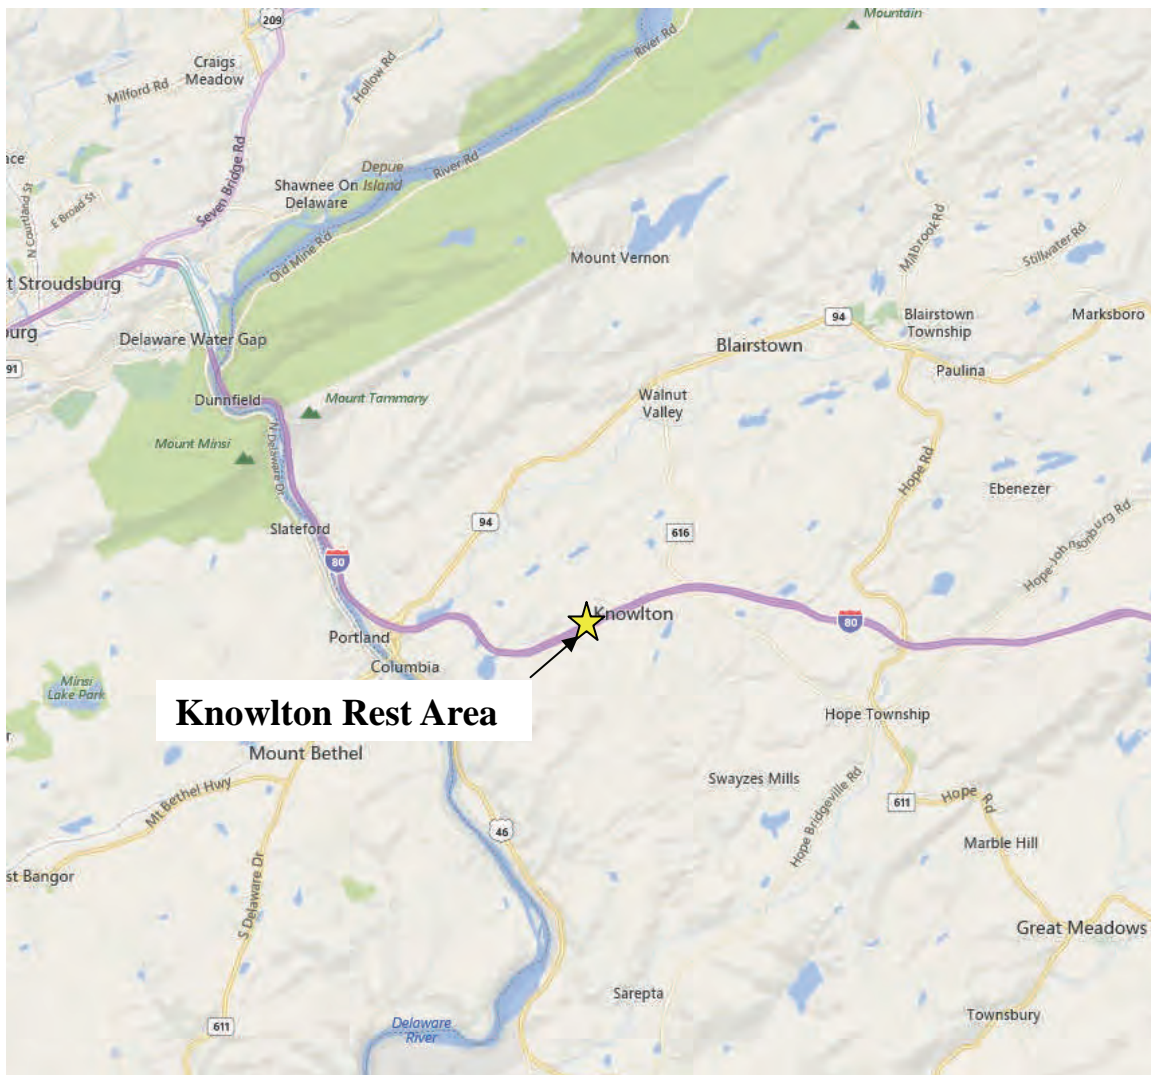 209
Mountain
Craigs
Meadow
Milford Rd
Hollow Rd
River Rd
Seven Bridge Rd
ace
N Courtland St
E Broad St
Depue
Island
River Rd
Shawnee On
Delaware
Old Mine Rd
Mount Vernon
Milbrook Rd
Stillwater Rd
t Stroudsburg
urg
Delaware Water Gap
91
94
Blairstown
Township
Marksboro
Blairstown
Paulina
Walnut
Valley
Dunnfield
Mount Tammany
Mount Minsi
N Delaware Dr
Hope Rd
Ebenezer
Slateford
94
616
Hope-Johnsonburg Rd
80
Knowlton
80
Portland
Columbia
Minsi
Lake Park
Knowlton Rest Area
Hope Township
r
Mount Bethel
Swayzes Mills
Mt Bethel Hwy
Hope Bridgeville Rd
611
Hope Rd
46
Marble Hill
st Bangor
S Delaware Dr
Great Meadows
Sarepta
Townsbury
611
Delaware
River